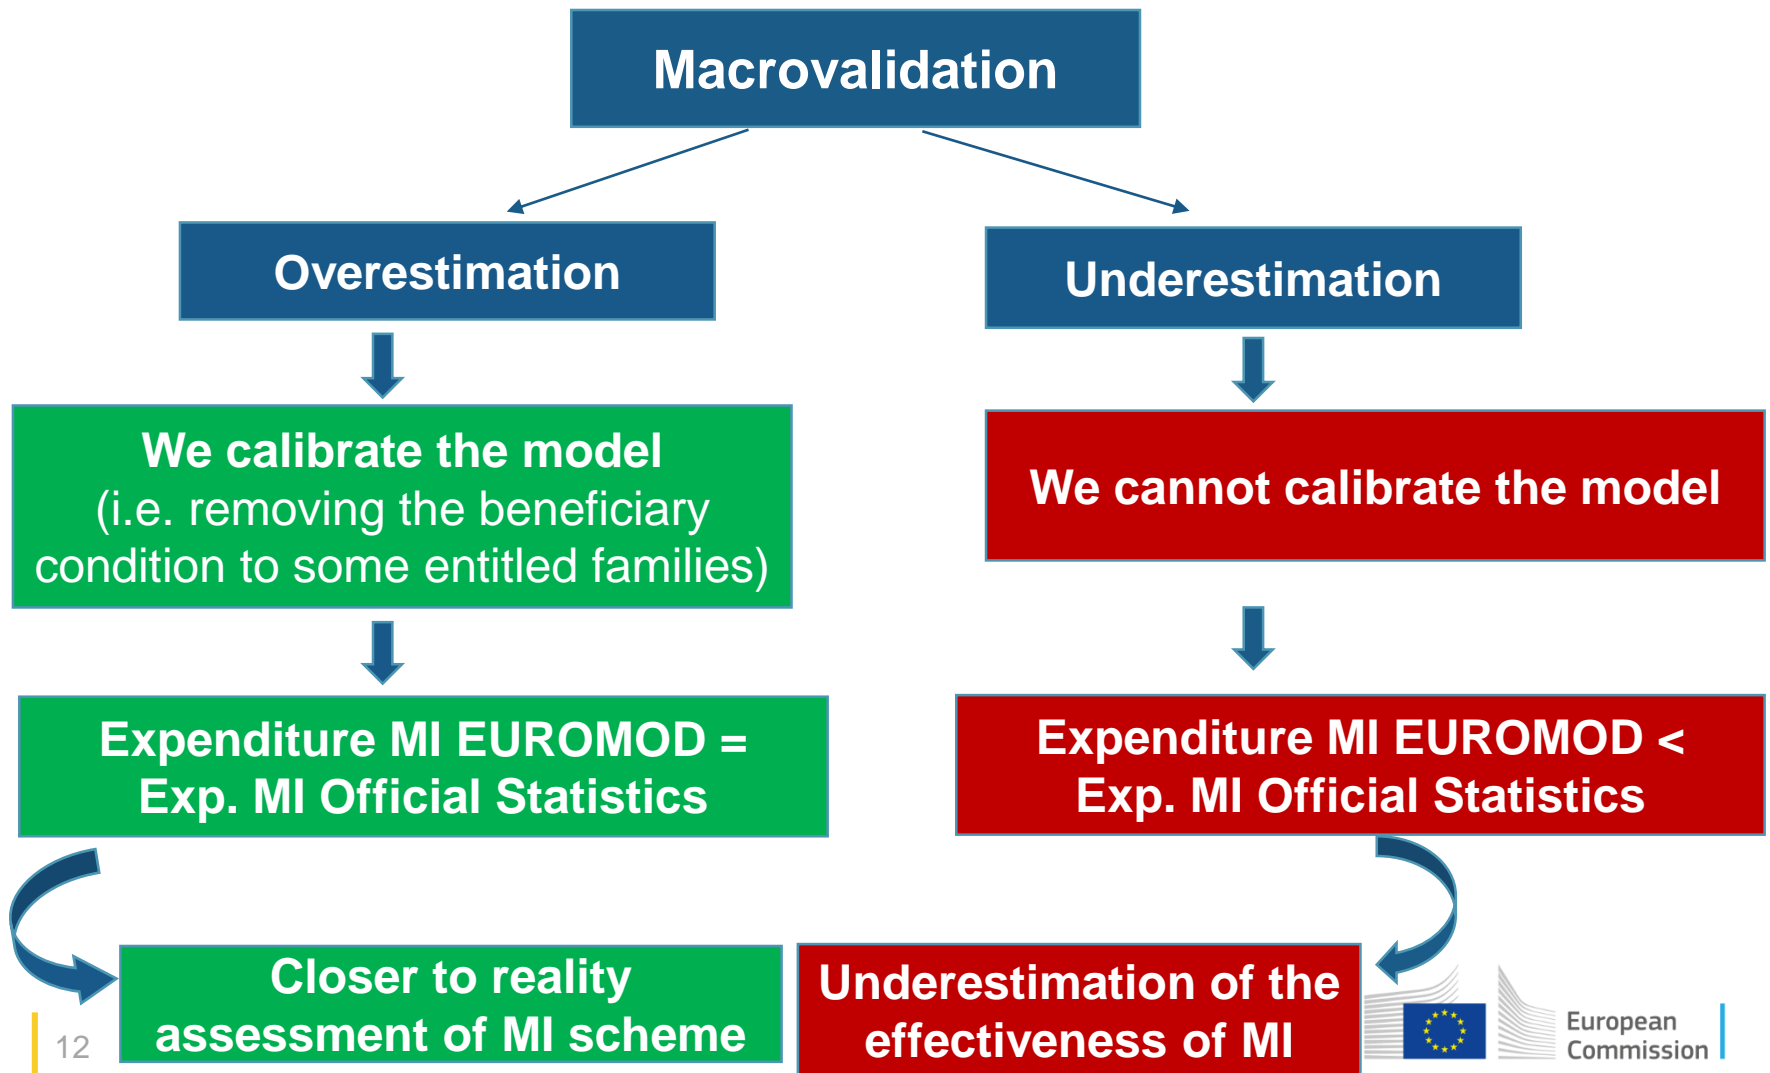 Macrovalidation
Overestimation
Underestimation
We calibrate the model
(i.e. removing the beneficiary
condition to some entitled families)
We cannot calibrate the model
Expenditure MI EUROMOD =
Exp. MI Official Statistics
Expenditure MI EUROMOD <
Exp. MI Official Statistics
Closer to reality
assessment of MI scheme
Underestimation of the
effectiveness of MI
12
European
Commission